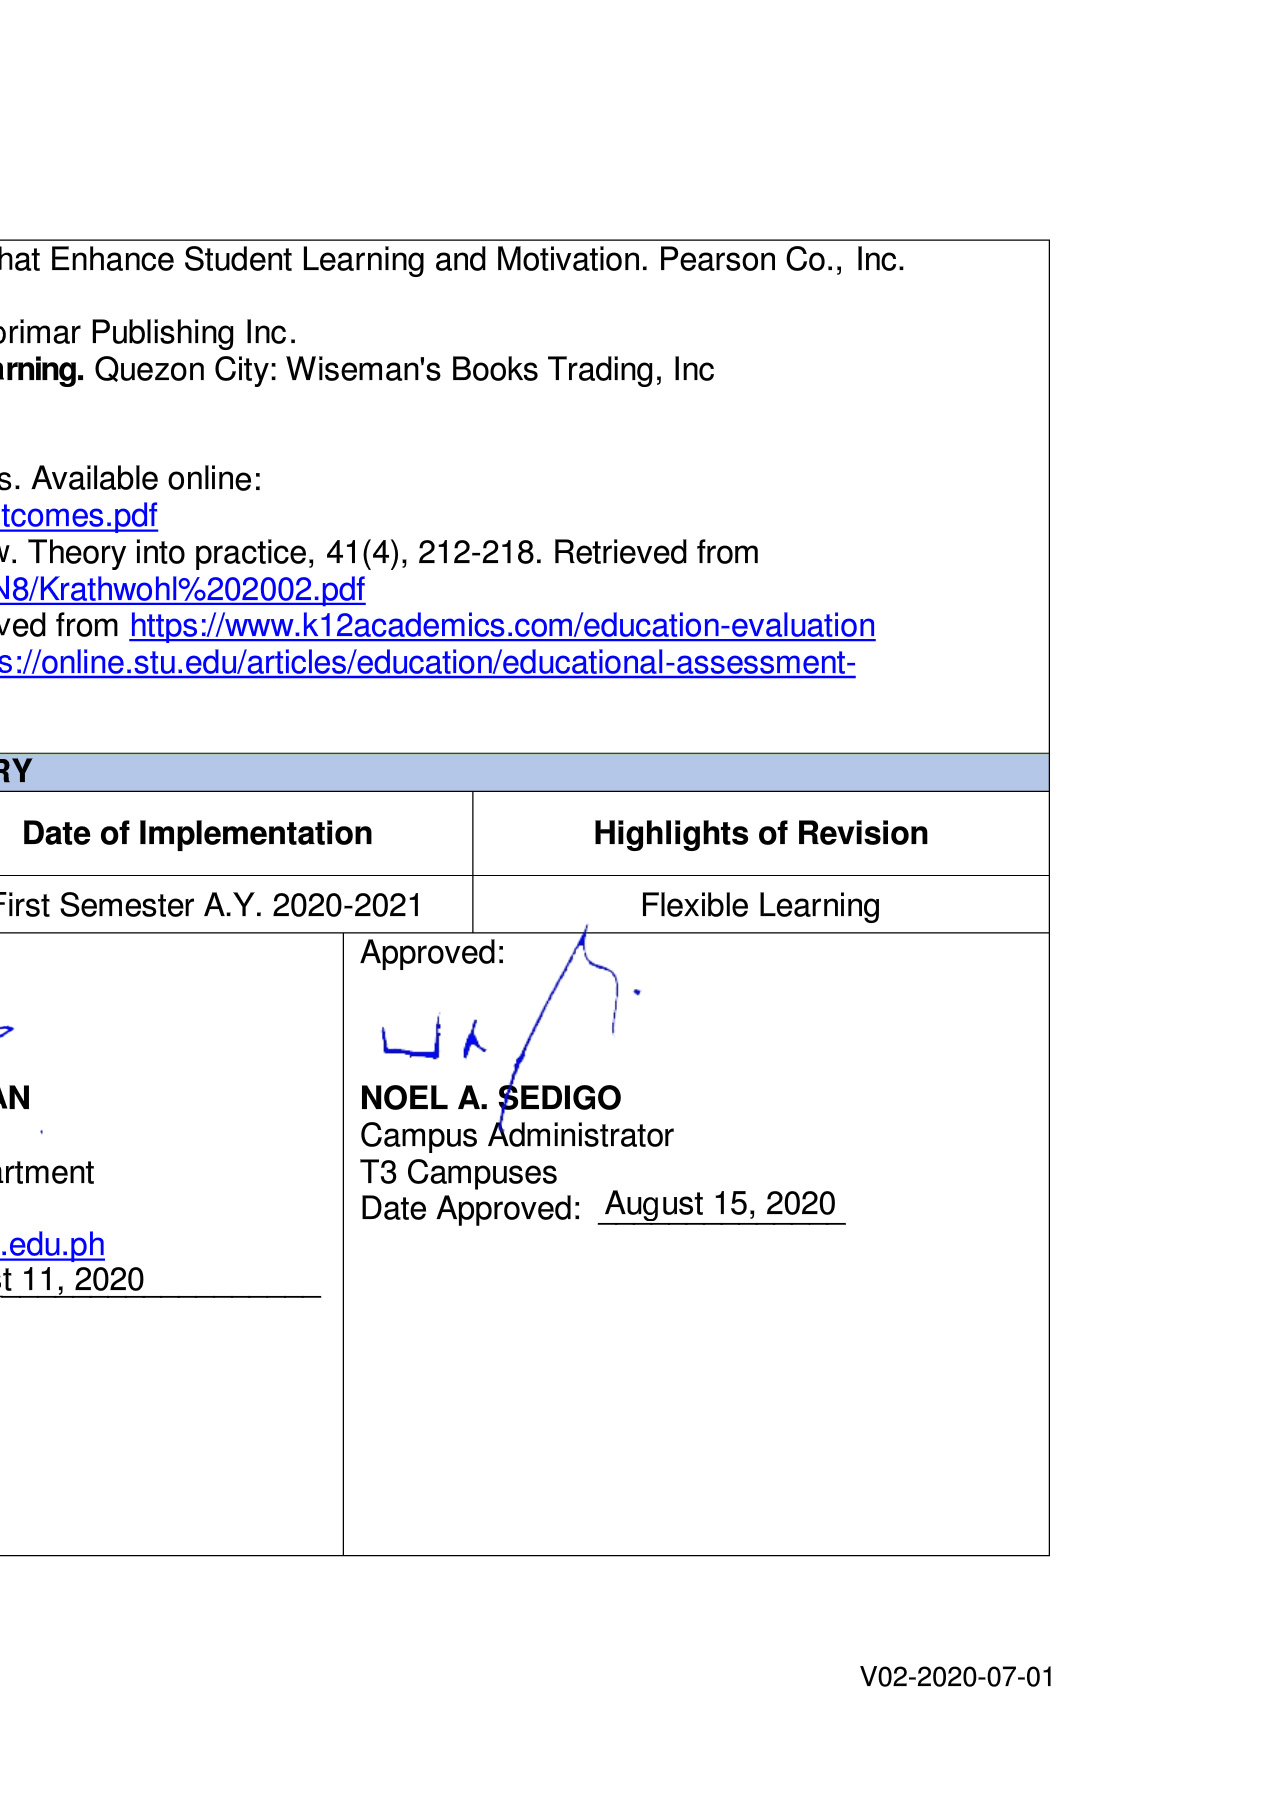 hat Enhance Student Learning and Motivation. Pearson Co., Inc.
orimar Publishing Inc.
arning. Quezon City: Wiseman's Books Trading, Inc
s. Available online:
tcomes.pdf
w. Theory into practice, 41(4), 212-218. Retrieved from
N8/Krathwohl%202002.pdf
ved from https://www.k12academics.com/education-evaluation
s://online.stu.edu/articles/education/educational-assessment-
RY
Date of Implementation Highlights of Revision
First Semester A.Y. 2020-2021 Flexible Learning
AN
artment
.edu.ph
st 11, 2020
Approved:
NOEL A. SEDIGO
Campus Administrator
T3 Campuses
Date Approved: August 15, 2020
V02-2020-07-01